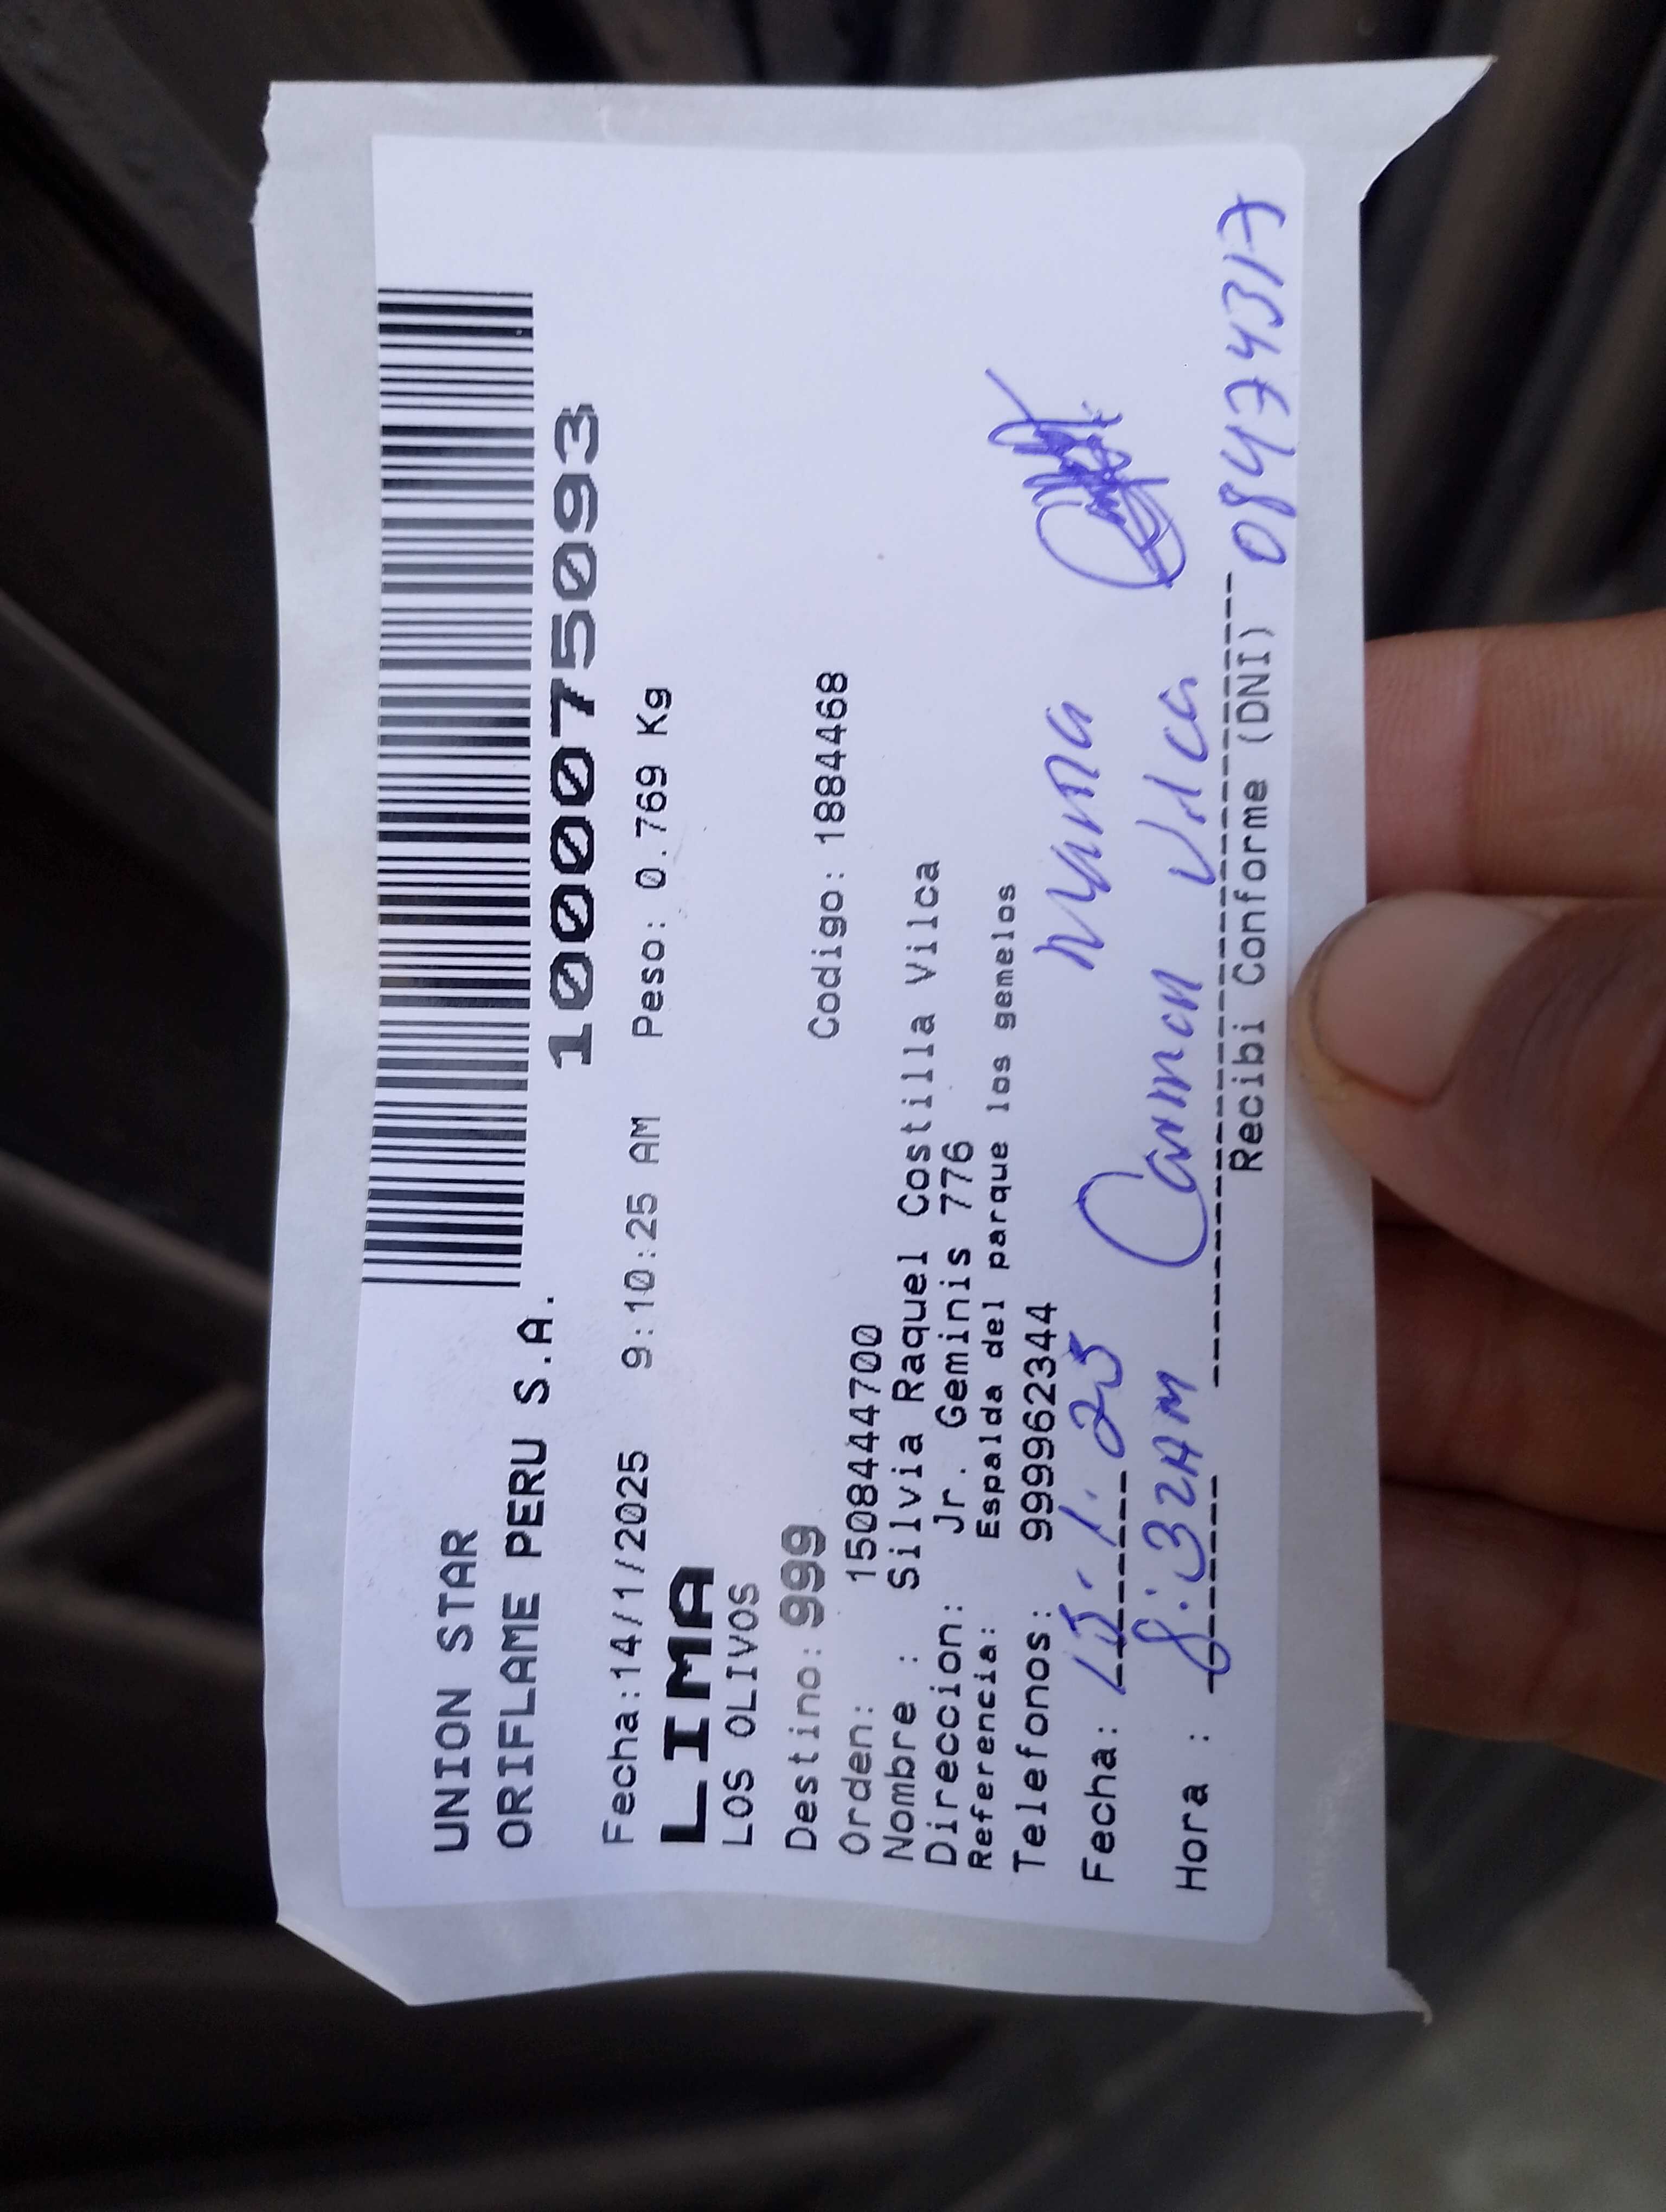 UNION STAR
ORIFLAME PERU S.A.
1000075093
Fecha:14/1/2025 9:10:25 AM Peso: 0.769 Kg
LIMA
LOS OLIVOS
Destino: 999
Codigo: 1884468
Orden: 150844700
Nombre : Silvia Raquel Costilla Vilca
Direccion: Jr. Geminis 776
Referencia: Espalda del parque los gemelos
Telefonos: 999962344
Fecha: 15.1.25 mama
Hora : 8:32AM Carmen Vilca
Recibi Conforme (DNI) 08474317